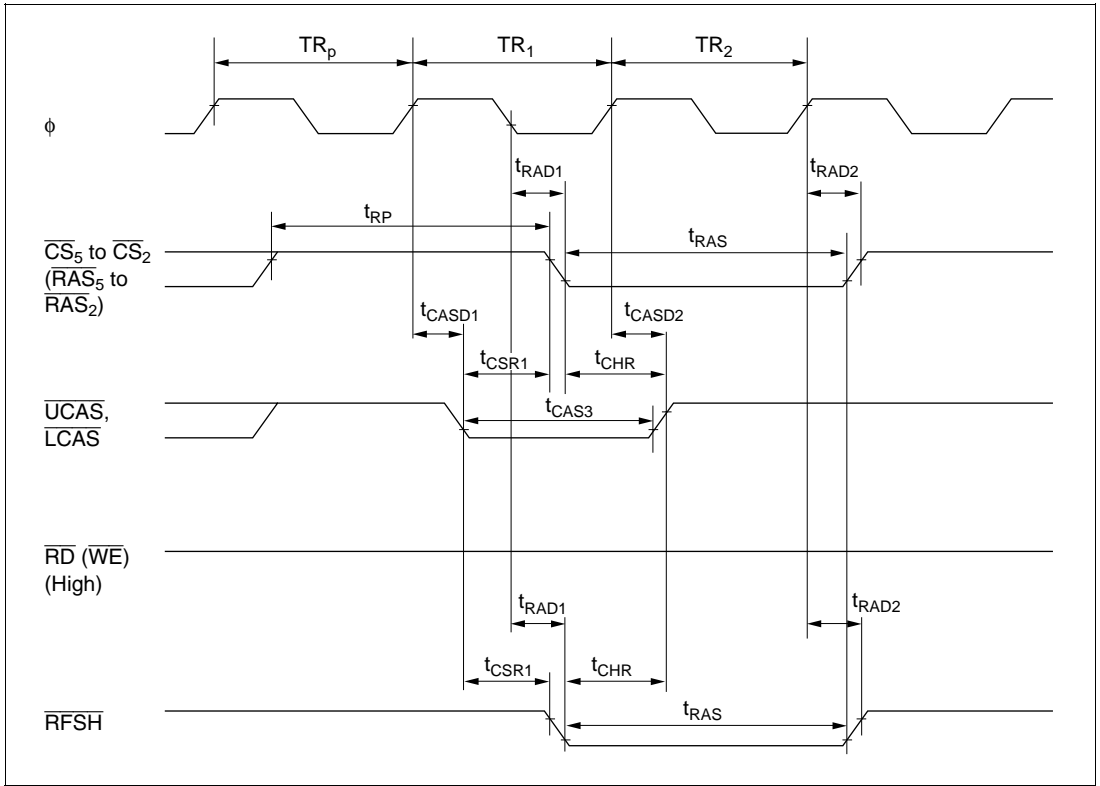 TRp TR1 TR2
φ
tRAD1 tRAD2
tRP tRAS
CS5 to CS2
(RAS5 to
RAS2)
tCASD1 tCASD2
tCSR1 tCHR
UCAS,
LCAS
tCAS3
RD (WE)
(High)
tRAD1 tRAD2
tCSR1 tCHR
RFSH
tRAS